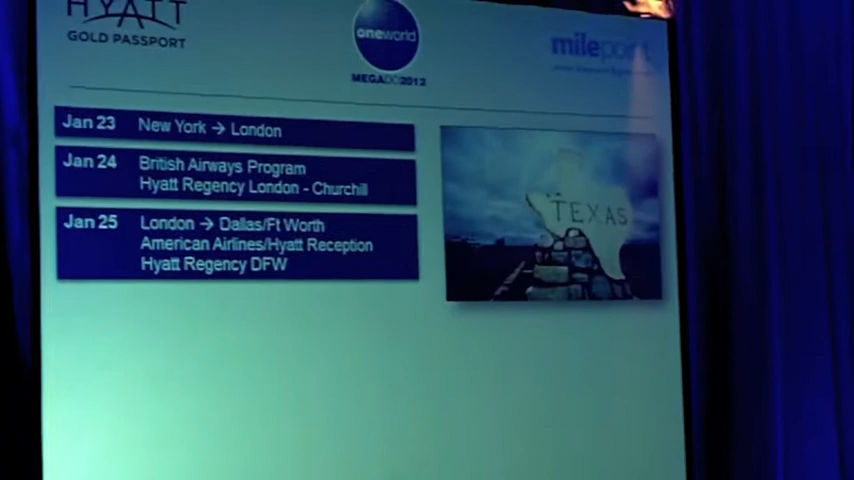 HYATT
GOLD PASSPORT
oneworld
MEGADO2012
milepoint
Jan 23 New York → London
Jan 24 British Airways Program
Hyatt Regency London - Churchill
Jan 25 London → Dallas/Ft Worth
American Airlines/Hyatt Reception
Hyatt Regency DFW
TEXAS